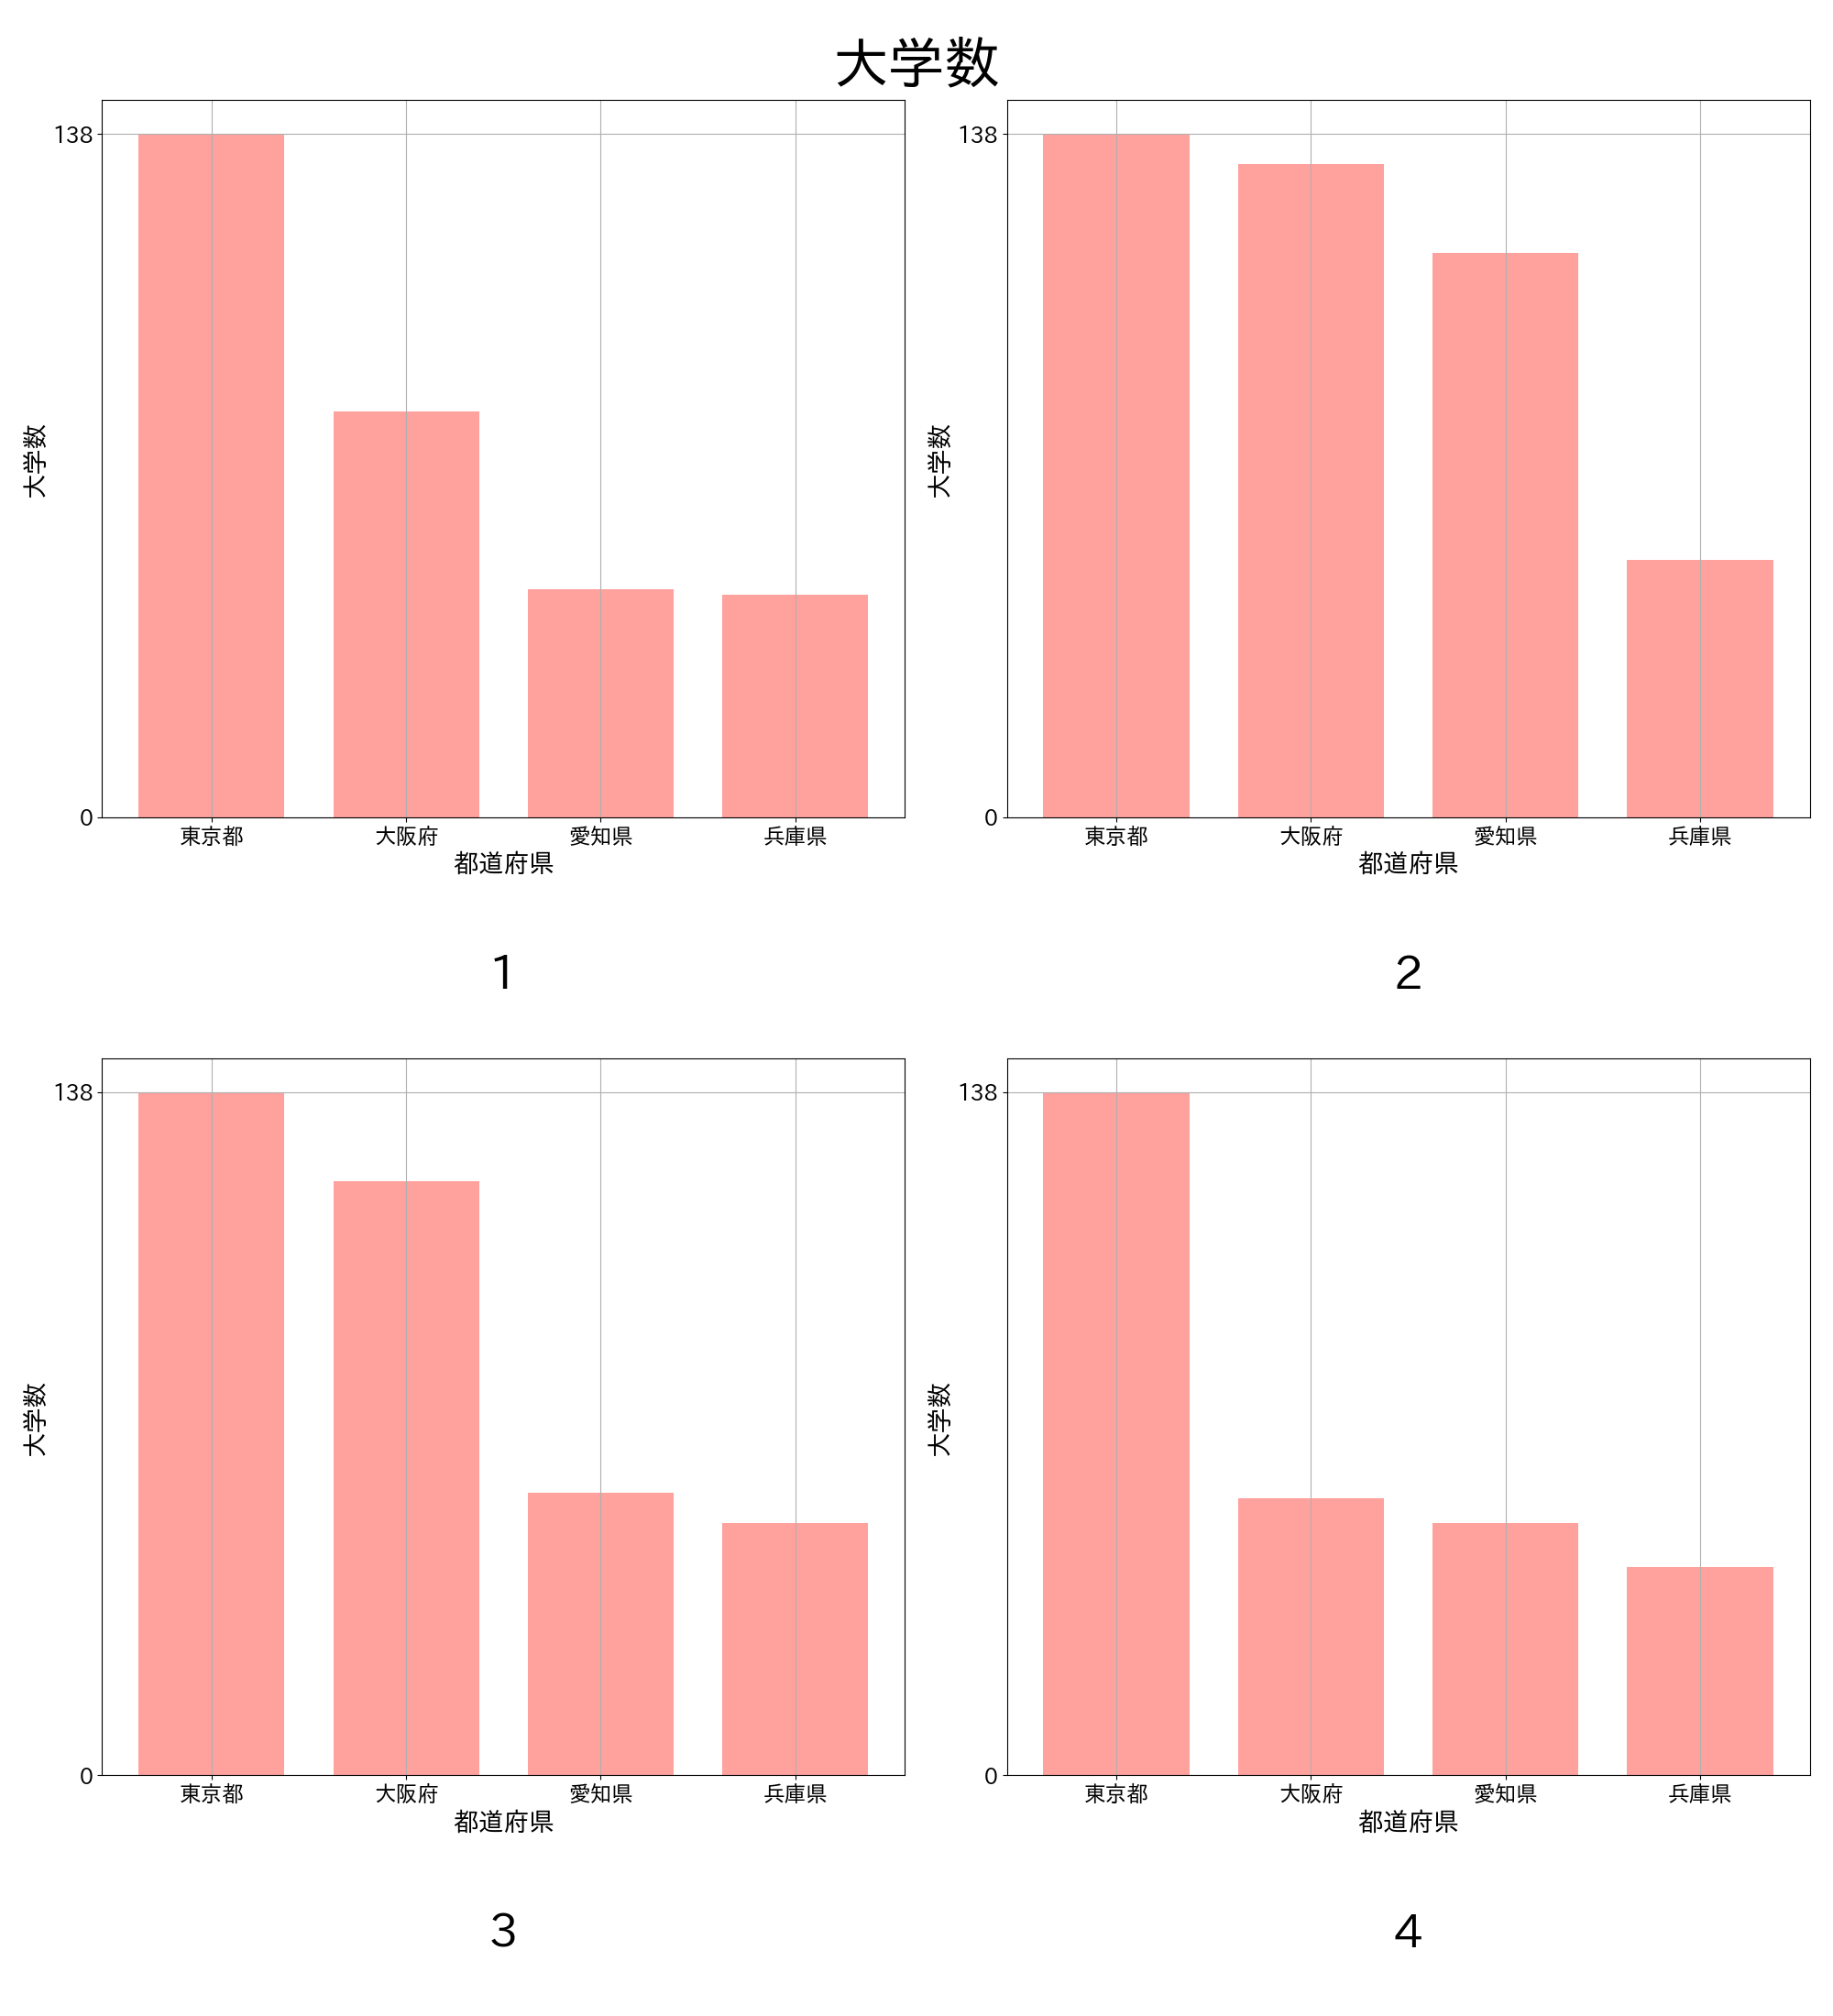 大学数
138
0
大学数
東京都 大阪府 愛知県 兵庫県
都道府県
1
138
0
大学数
東京都 大阪府 愛知県 兵庫県
都道府県
2
138
0
大学数
東京都 大阪府 愛知県 兵庫県
都道府県
3
138
0
大学数
東京都 大阪府 愛知県 兵庫県
都道府県
4